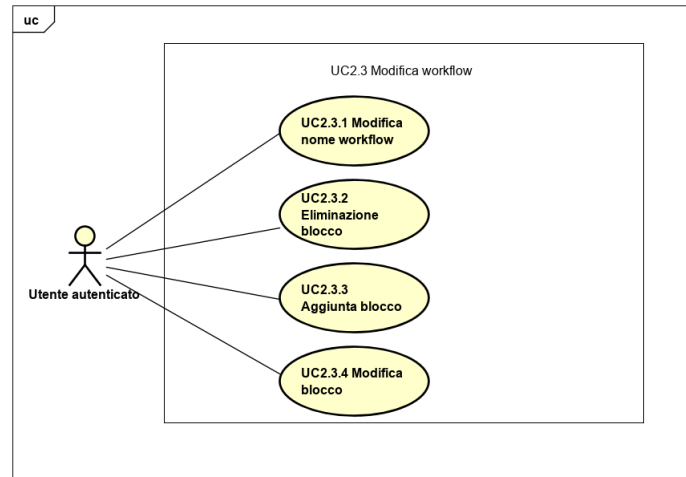 uc
UC2.3 Modifica workflow
UC2.3.1 Modifica
nome workflow
UC2.3.2
Eliminazione
blocco
UC2.3.3
Aggiunta blocco
UC2.3.4 Modifica
blocco
Utente autenticato